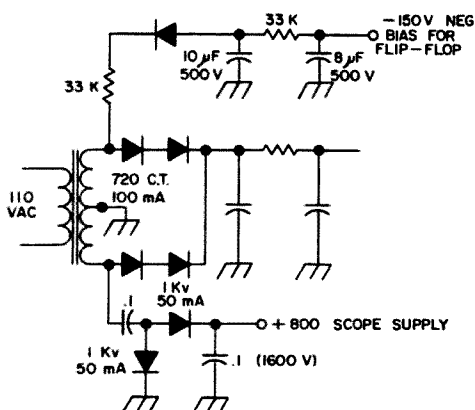 33 K
−150 V NEG
BIAS FOR
FLIP-FLOP
10 µF
500 V
8 µF
500 V
33 K
720 C.T.
100 mA
110
VAC
1 Kv
50 mA
.1
+ 800 SCOPE SUPPLY
1 Kv
50 mA
.1 (1600 V)